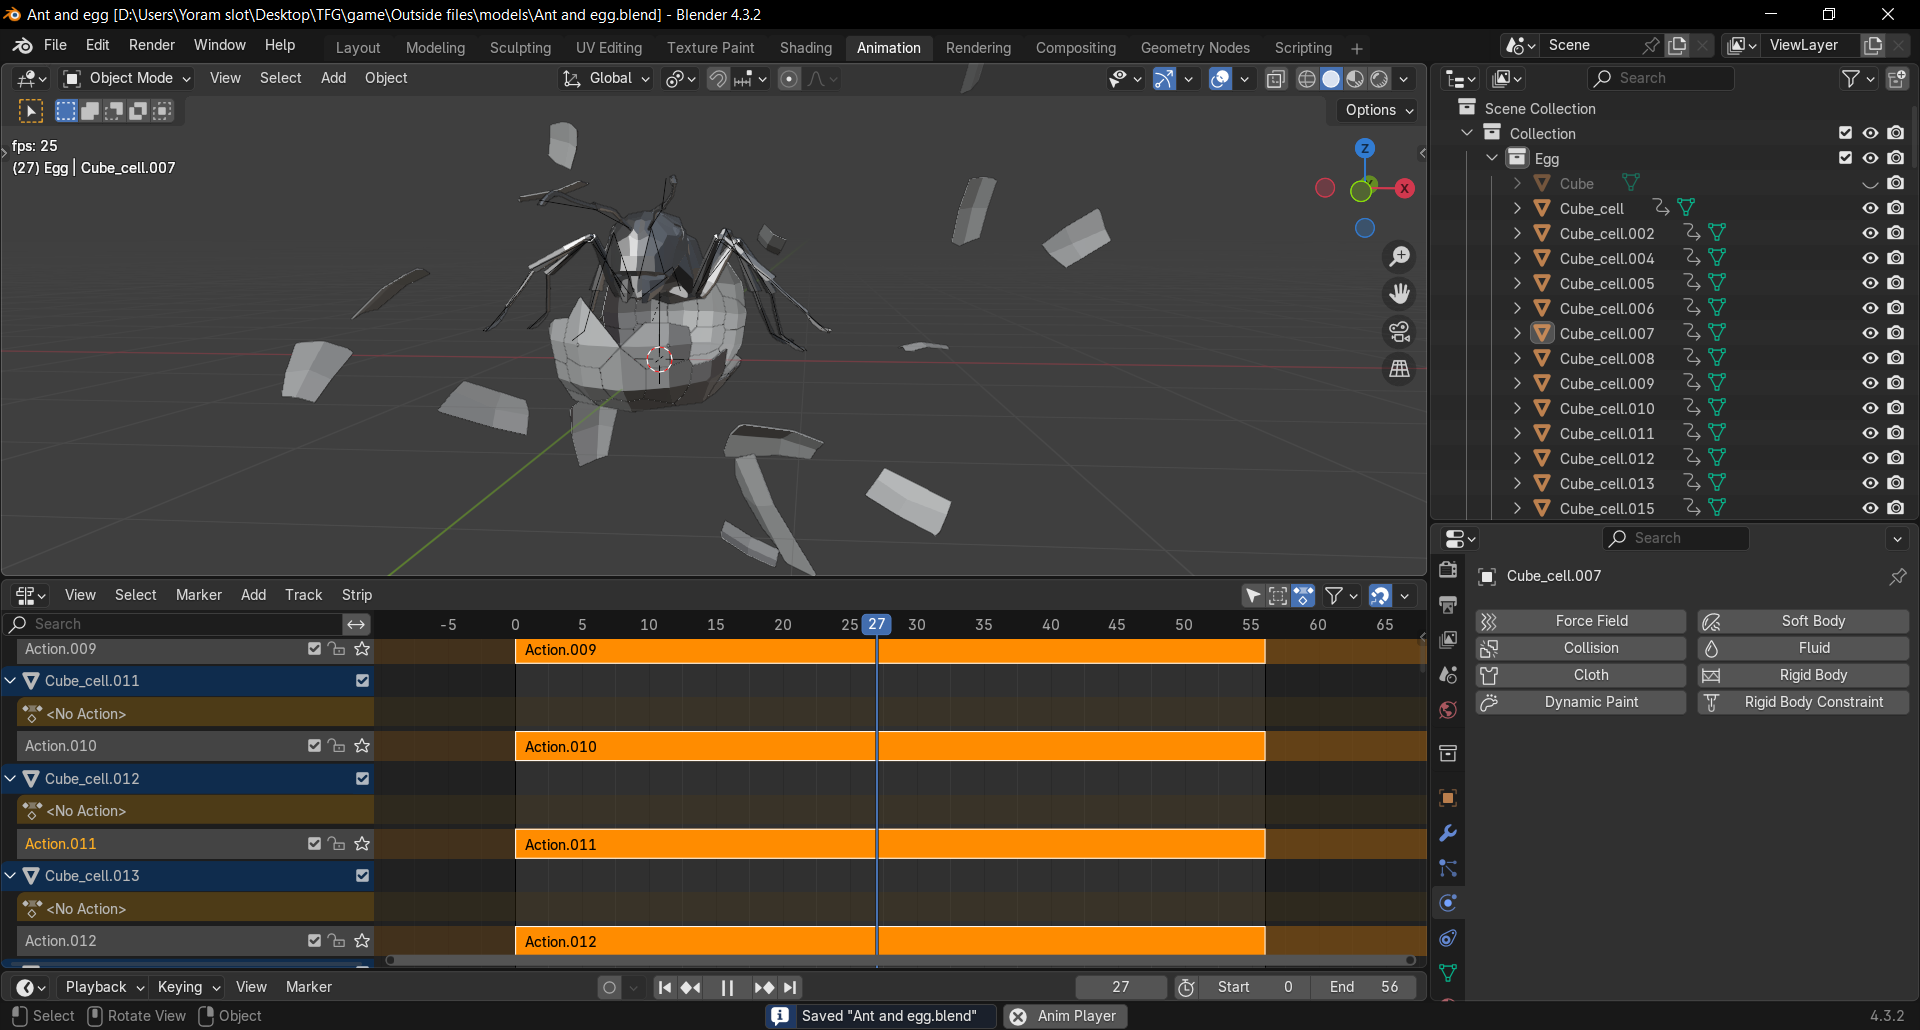 Ant and egg [D:\Users\Yoram slot\Desktop\TFG\game\Outside files\models\Ant and egg.blend] - Blender 4.3.2
File Edit Render Window Help Layout Modeling Sculpting UV Editing Texture Paint Shading Animation Rendering Compositing Geometry Nodes Scripting + Scene ViewLayer
Object Mode View Select Add Object Global Search
Options
fps: 25
(27) Egg | Cube_cell.007
Z
X
Scene Collection
Collection
Egg
Cube
Cube_cell
Cube_cell.002
Cube_cell.004
Cube_cell.005
Cube_cell.006
Cube_cell.007
Cube_cell.008
Cube_cell.009
Cube_cell.010
Cube_cell.011
Cube_cell.012
Cube_cell.013
Cube_cell.015
Search
Cube_cell.007
Force Field Soft Body
Collision Fluid
Cloth Rigid Body
Dynamic Paint Rigid Body Constraint
View Select Marker Add Track Strip
Search -5 0 5 10 15 20 25 27 30 35 40 45 50 55 60 65
Action.009 Action.009
Cube_cell.011
<No Action>
Action.010 Action.010
Cube_cell.012
<No Action>
Action.011 Action.011
Cube_cell.013
<No Action>
Action.012 Action.012
Playback Keying View Marker 27 Start 0 End 56
Select Rotate View Object Saved "Ant and egg.blend" Anim Player 4.3.2